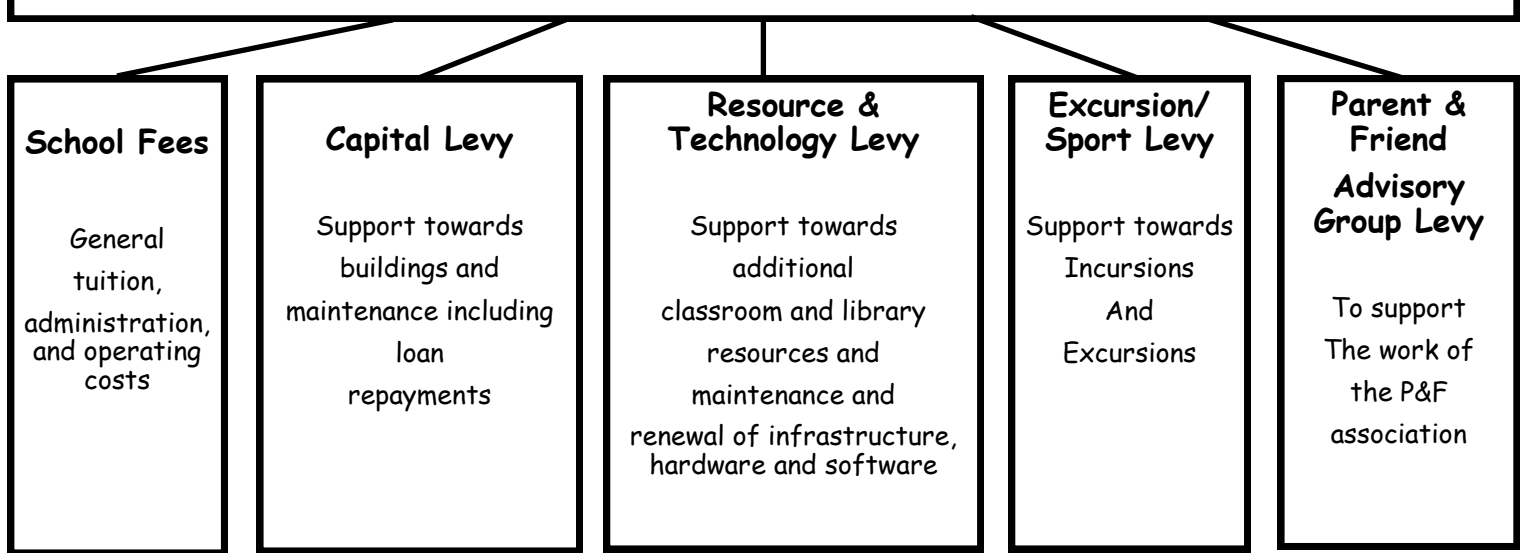 School Fees
General
tuition,
administration,
and operating
costs
Capital Levy
Support towards
buildings and
maintenance including
loan
repayments
Resource &
Technology Levy
Support towards
additional
classroom and library
resources and
maintenance and
renewal of infrastructure,
hardware and software
Excursion/
Sport Levy
Support towards
Incursions
And
Excursions
Parent &
Friend
Advisory
Group Levy
To support
The work of
the P&F
association